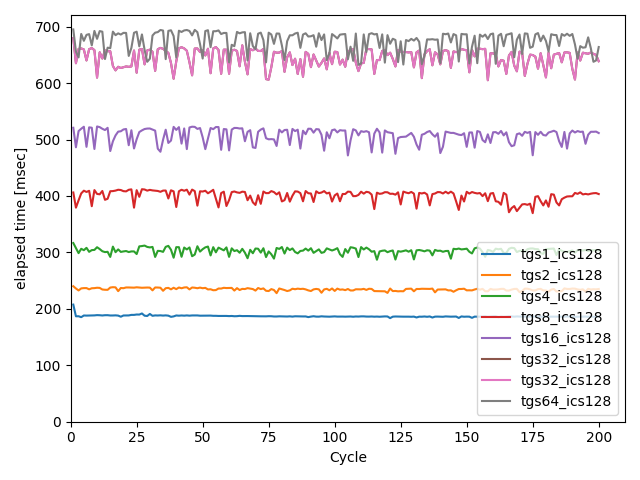 700
600
500
400
300
200
100
0
elapsed time [msec]
tgs1_ics128
tgs2_ics128
tgs4_ics128
tgs8_ics128
tgs16_ics128
tgs32_ics128
tgs32_ics128
tgs64_ics128
0 25 50 75 100 125 150 175 200
Cycle